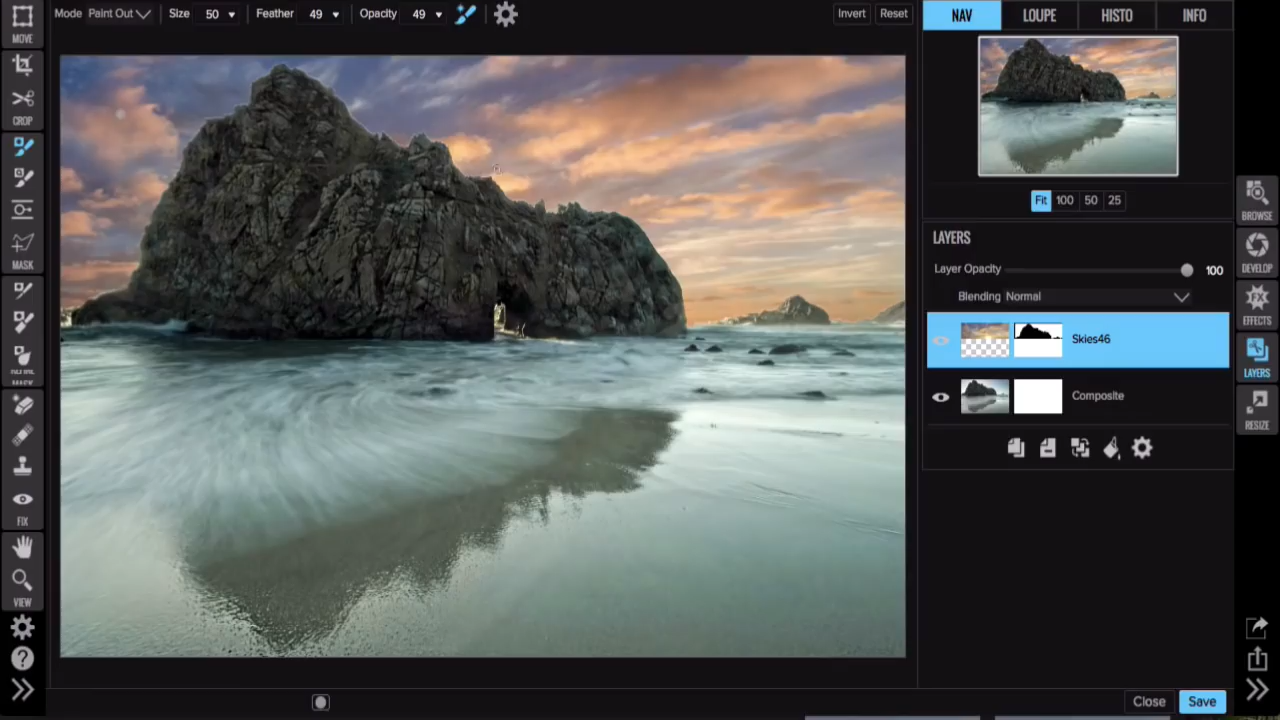 Mode Paint Out Size 50 Feather 49 Opacity 49 Invert Reset
NAV LOUPE HISTO INFO
MOVE
CROP
MASK
VIEW
FIX
Fit 100 50 25
LAYERS
Layer Opacity 100
Blending Normal
Skies46
Composite
BROWSE
DEVELOP
EFFECTS
LAYERS
RESIZE
Close Save